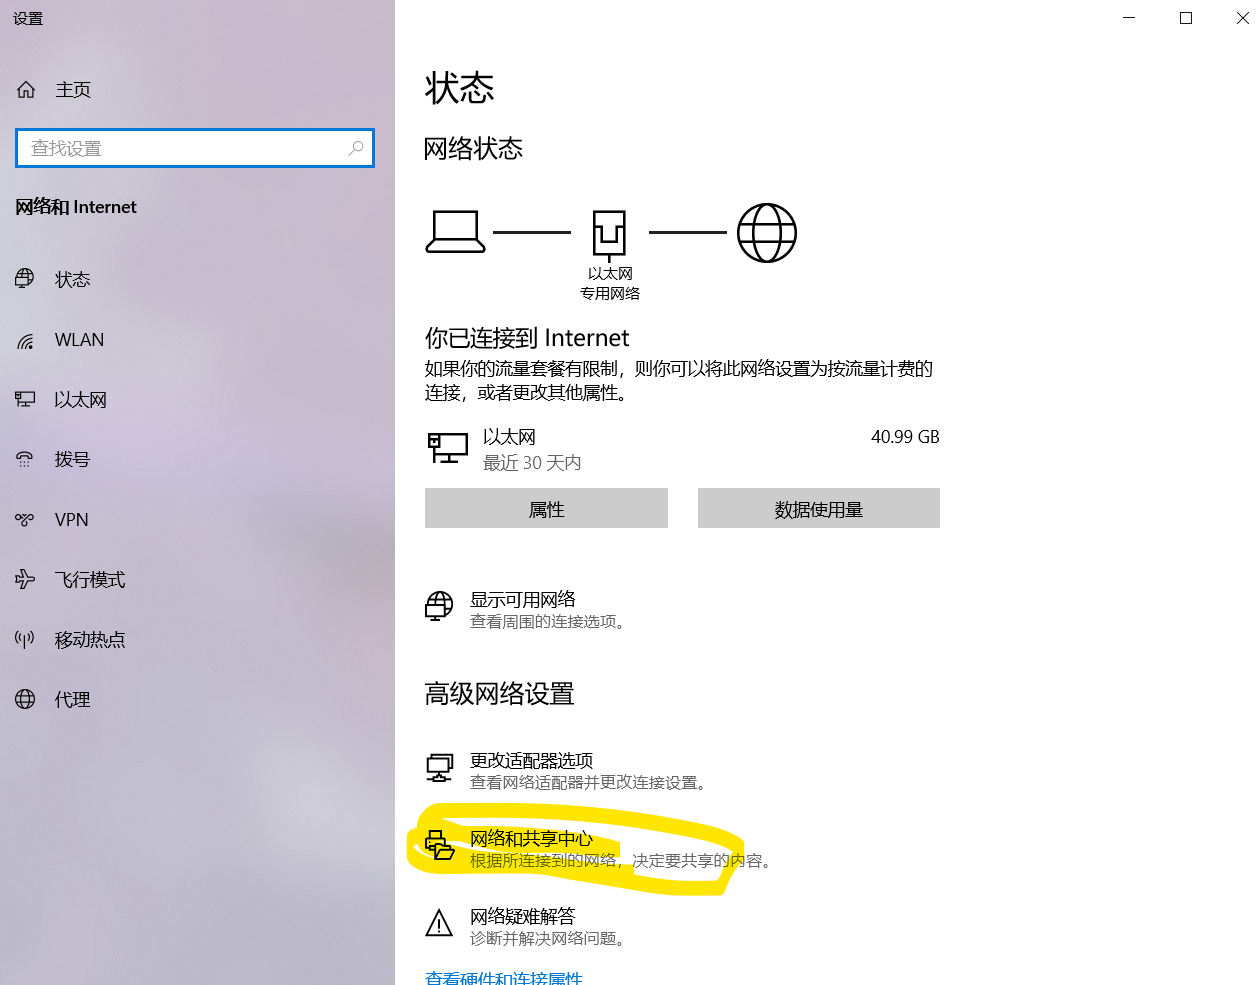 设置
主页
查找设置
网络和 Internet
状态
WLAN
以太网
拨号
VPN
飞行模式
移动热点
代理
状态
网络状态
以太网
专用网络
你已连接到 Internet
如果你的流量套餐有限制，则你可以将此网络设置为按流量计费的
连接，或者更改其他属性。
以太网
40.99 GB
最近 30 天内
属性
数据使用量
显示可用网络
查看周围的连接选项。
高级网络设置
更改适配器选项
查看网络适配器并更改连接设置。
网络和共享中心
根据所连接到的网络，决定要共享的内容。
网络疑难解答
诊断并解决网络问题。
查看硬件和连接属性